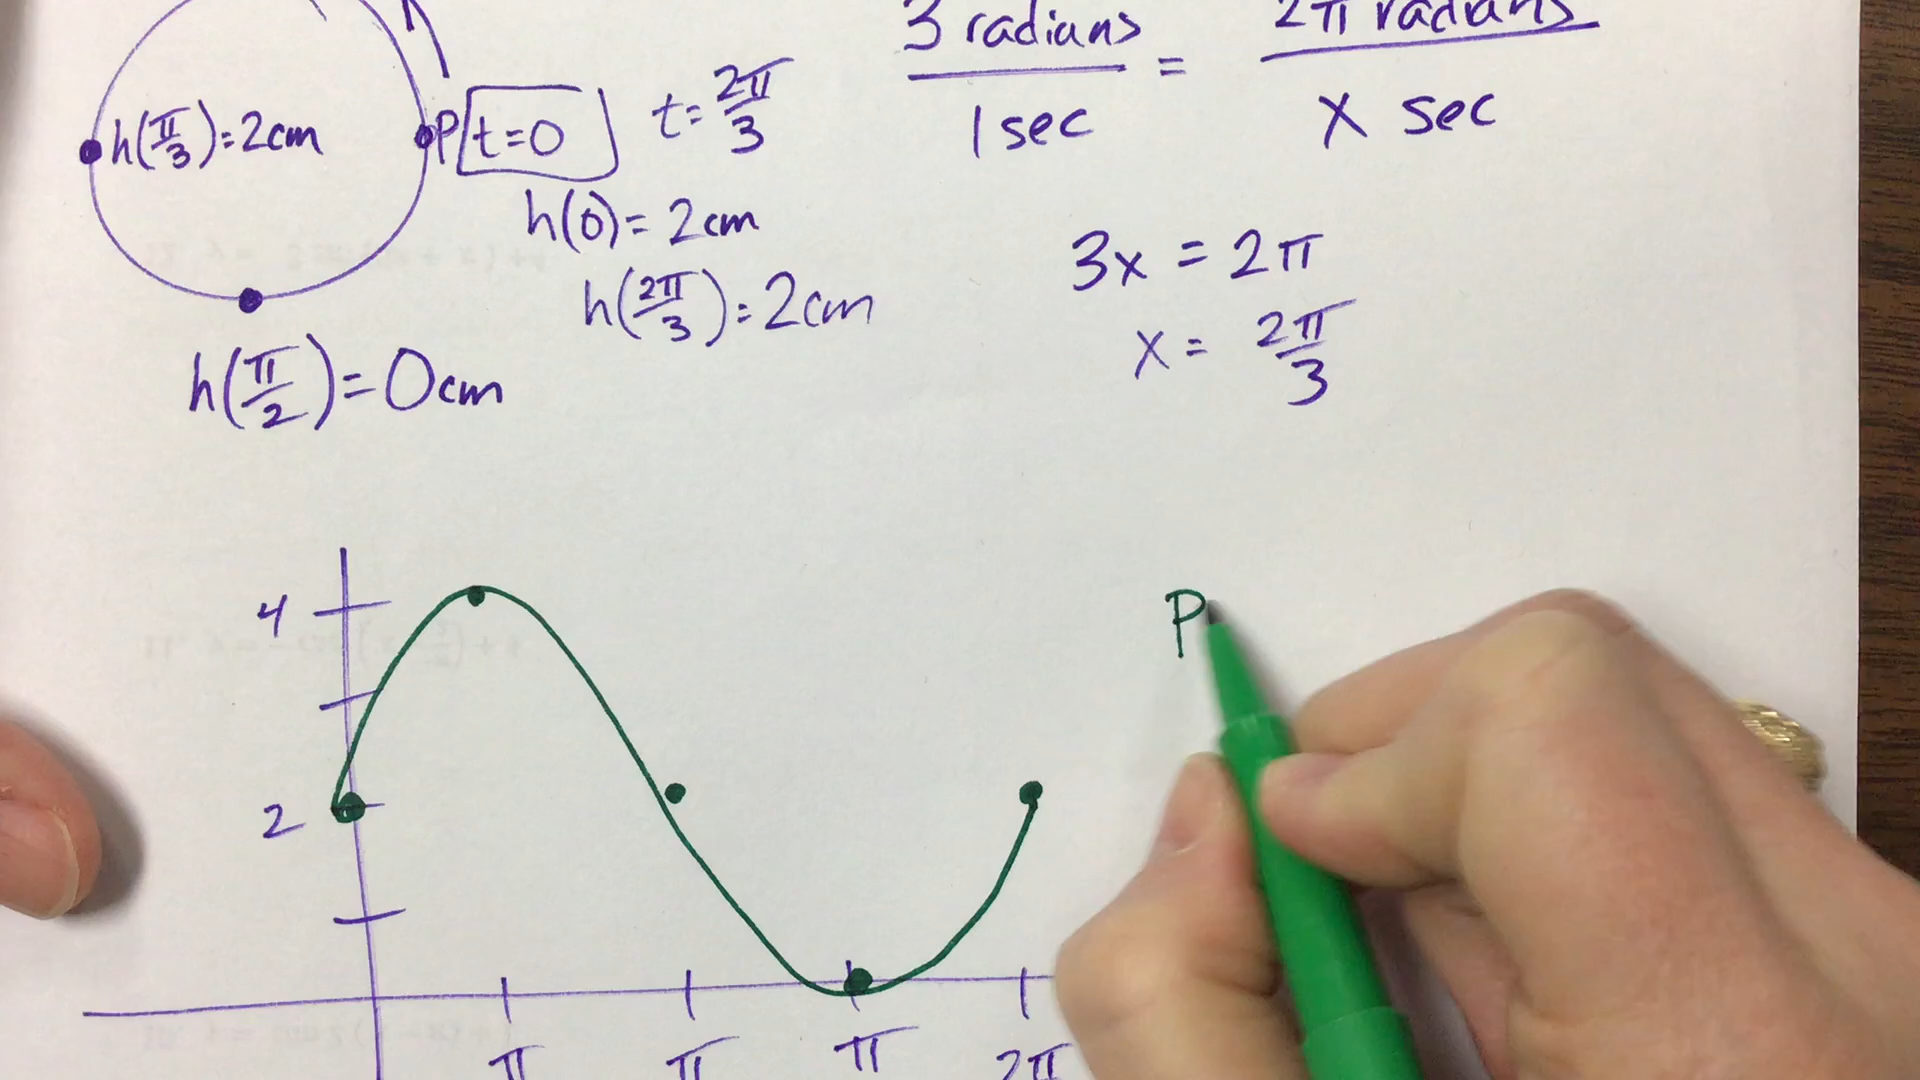 3 radians / 1 sec = 2π radians / x sec
h(π/3) = 2cm
P t=0
t = 2π/3
h(0) = 2cm
h(2π/3) = 2cm
h(π/2) = 0cm
3x = 2π
x = 2π/3
4
2
P
π π π 2π